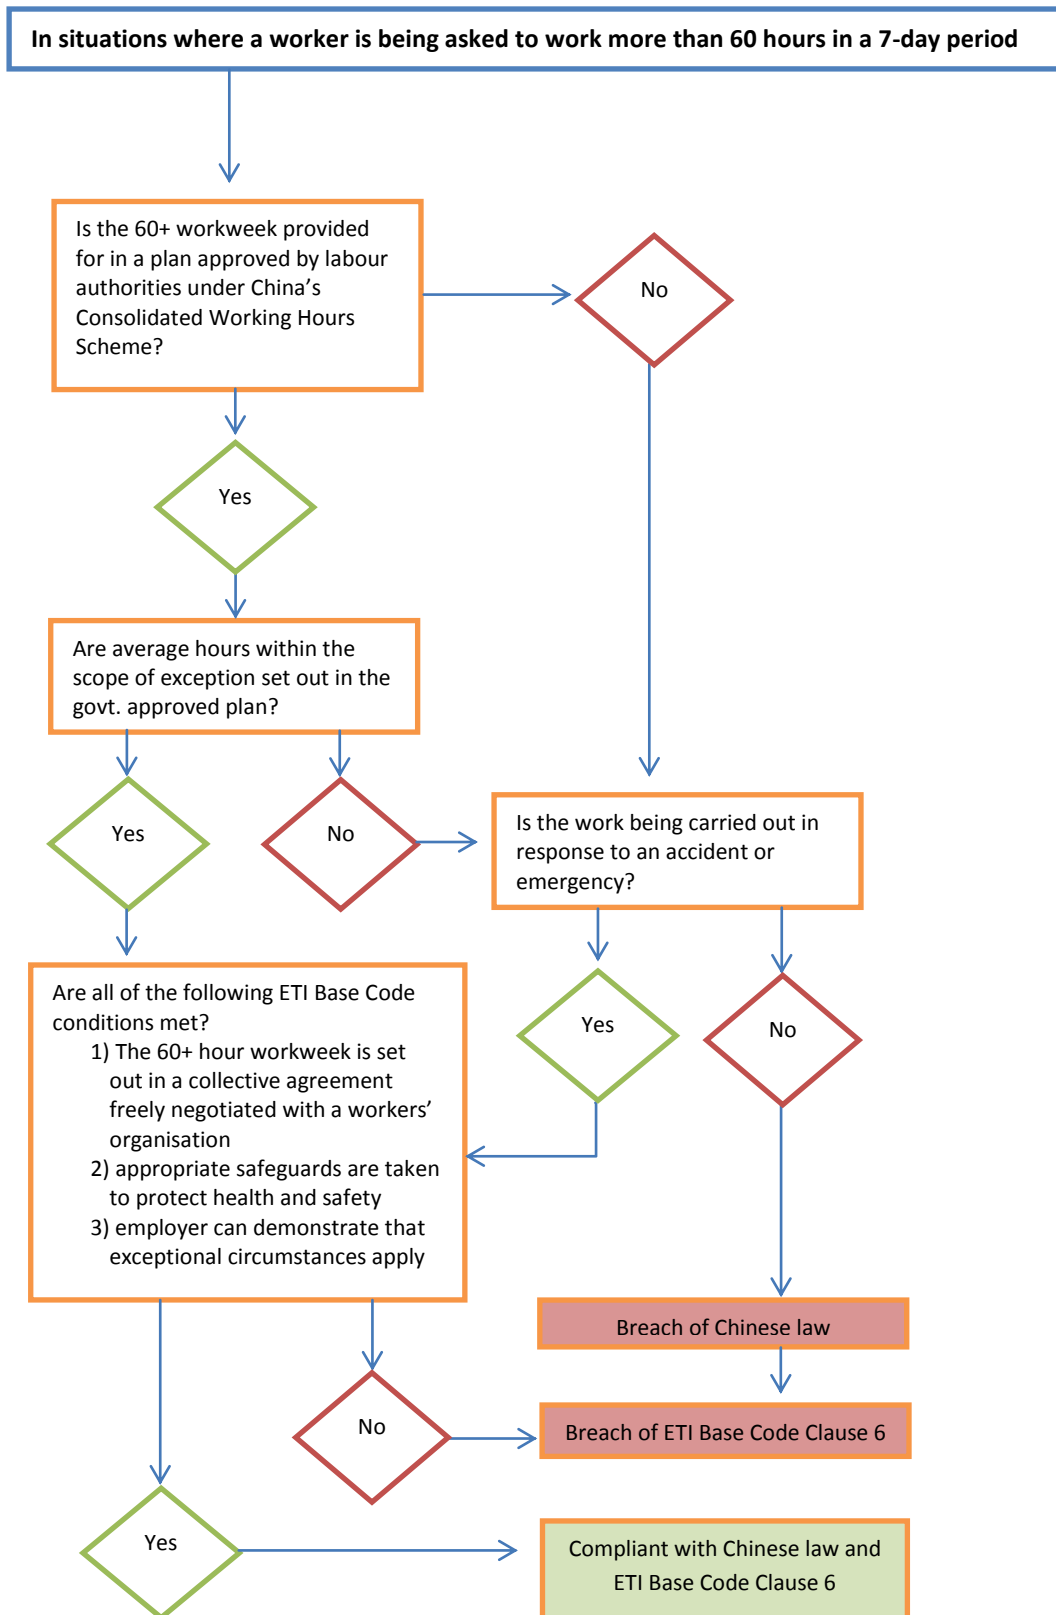 In situations where a worker is being asked to work more than 60 hours in a 7-day period
Is the 60+ workweek provided
for in a plan approved by labour
authorities under China’s
Consolidated Working Hours
Scheme?
No
Yes
Are average hours within the
scope of exception set out in the
govt. approved plan?
Yes
No
Is the work being carried out in
response to an accident or
emergency?
Are all of the following ETI Base Code
conditions met?
1) The 60+ hour workweek is set
out in a collective agreement
freely negotiated with a workers’
organisation
2) appropriate safeguards are taken
to protect health and safety
3) employer can demonstrate that
exceptional circumstances apply
Yes
No
Breach of Chinese law
No
Breach of ETI Base Code Clause 6
Yes
Compliant with Chinese law and
ETI Base Code Clause 6